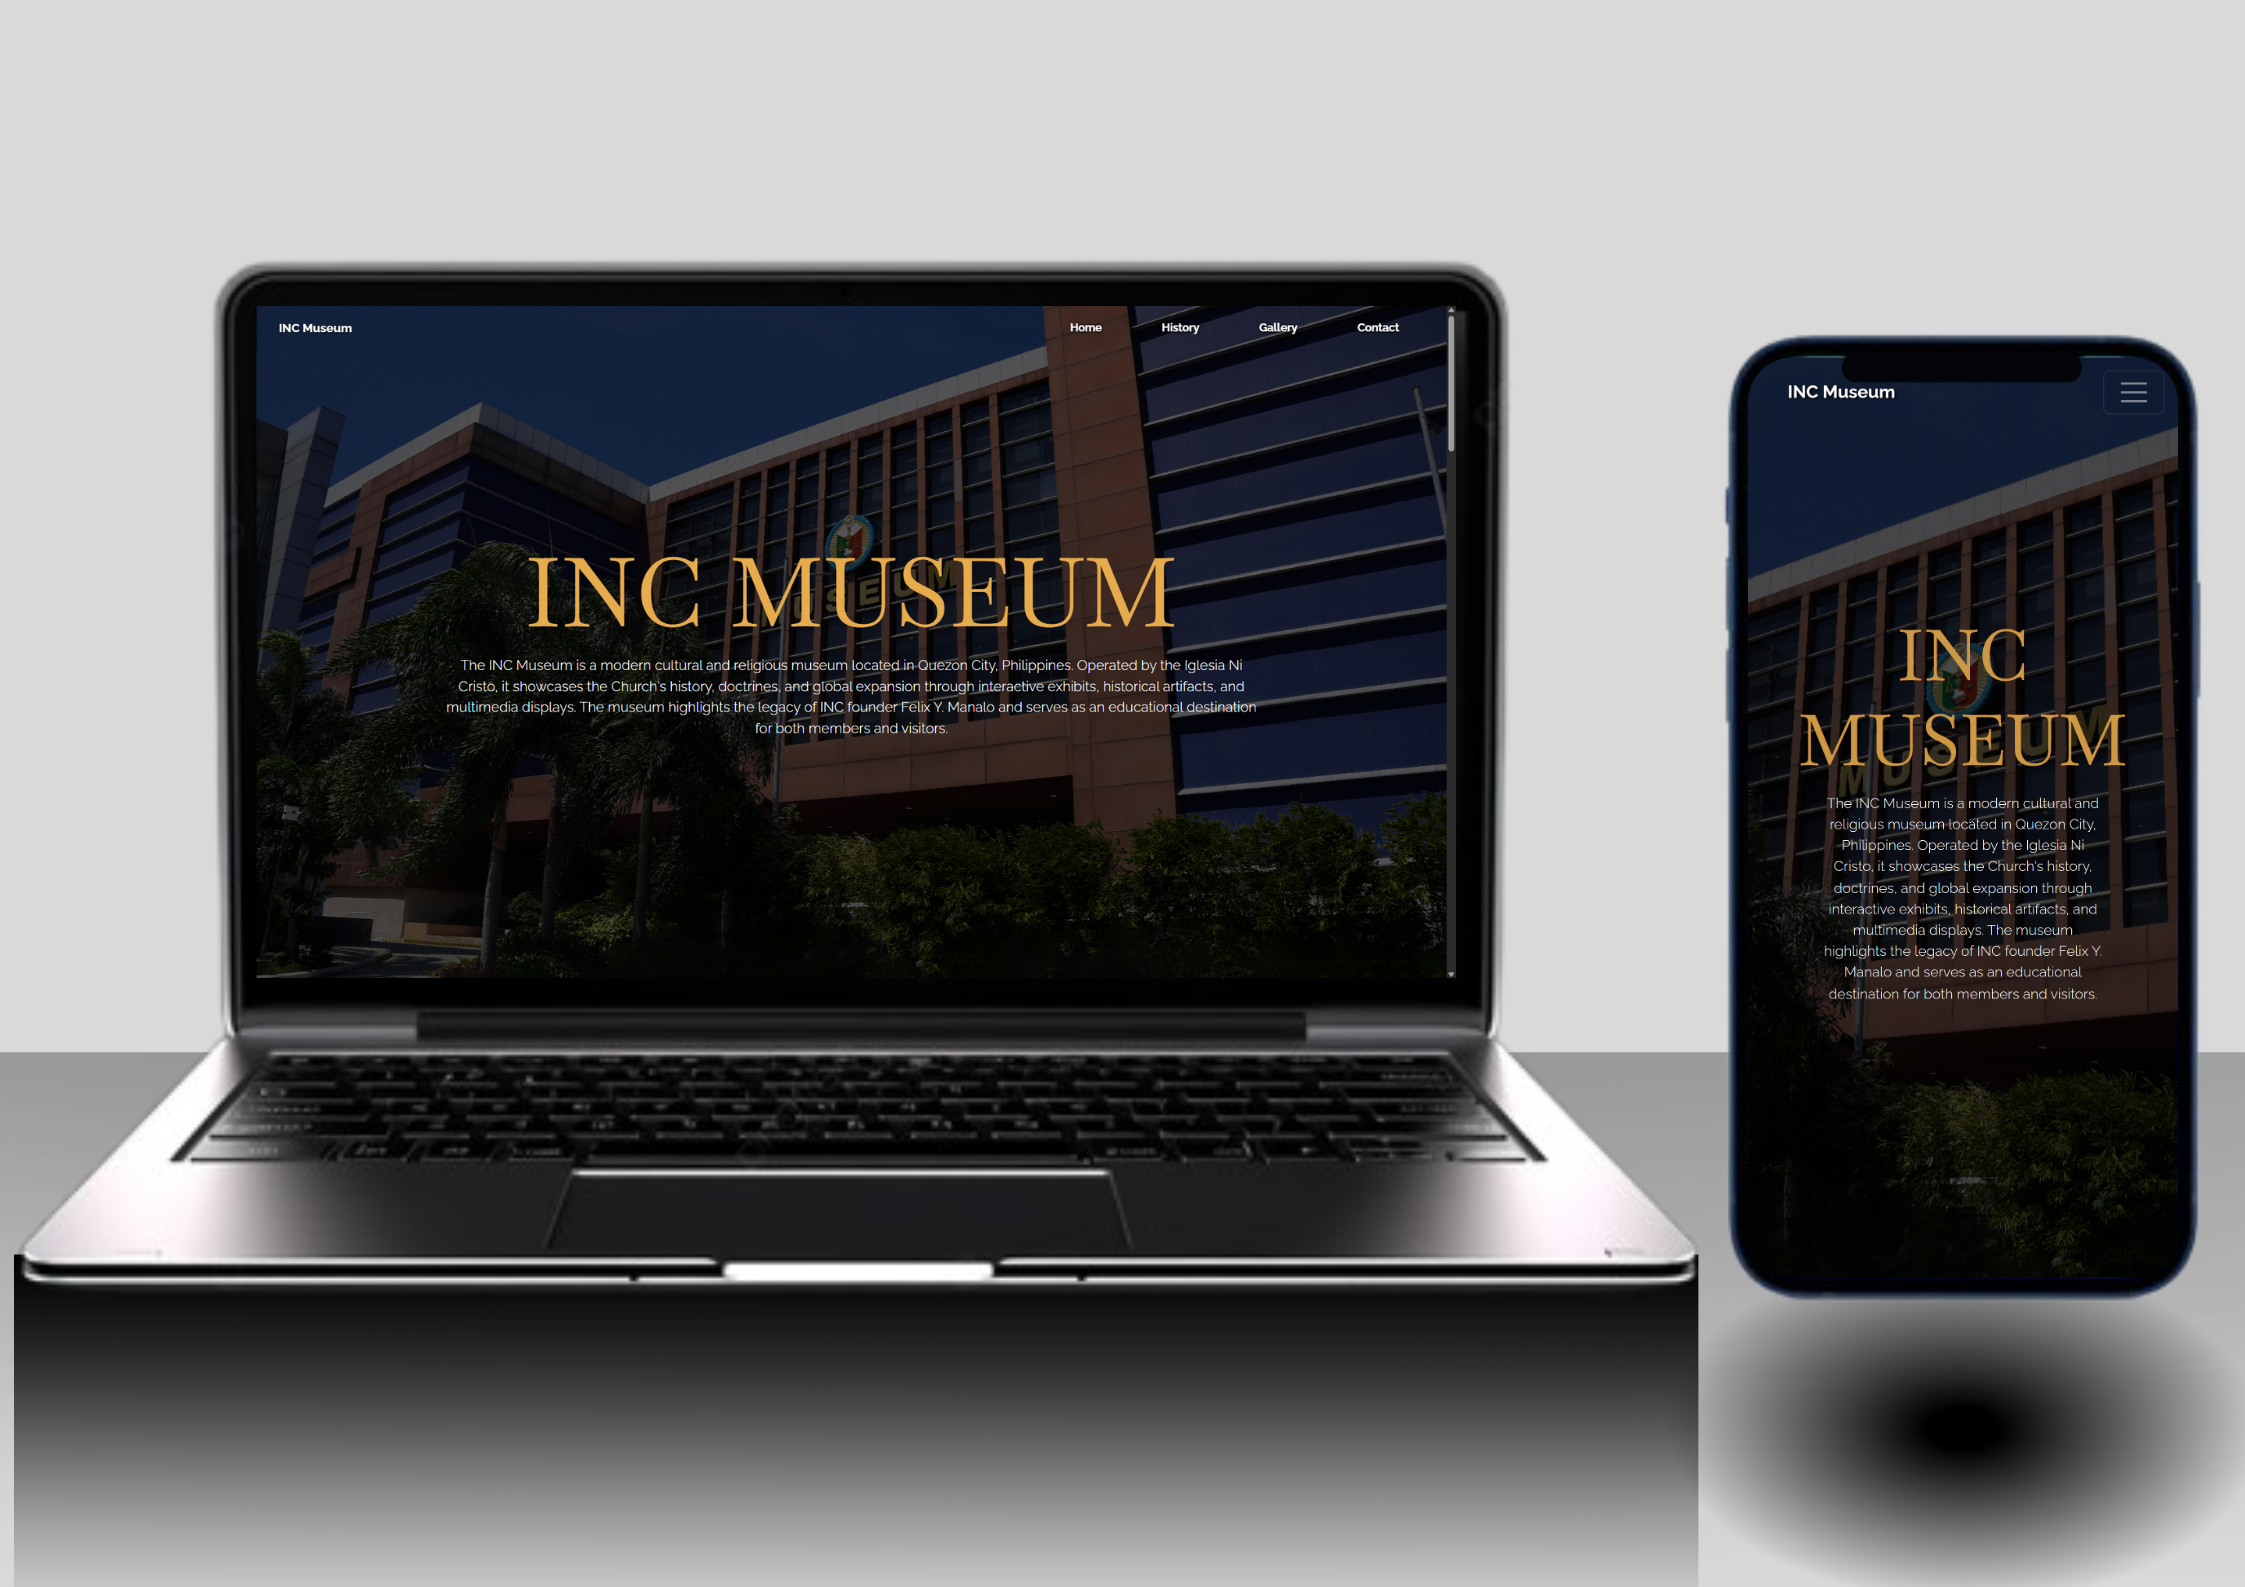 INC Museum
Home History Gallery Contact
INC MUSEUM
MUSEUM
The INC Museum is a modern cultural and religious museum located in Quezon City, Philippines. Operated by the Iglesia Ni
Cristo, it showcases the Church's history, doctrines, and global expansion through interactive exhibits, historical artifacts, and
multimedia displays. The museum highlights the legacy of INC founder Felix Y. Manalo and serves as an educational destination
for both members and visitors.
INC Museum
INC
MUSEUM
MUSEUM
The INC Museum is a modern cultural and
religious museum located in Quezon City,
Philippines. Operated by the Iglesia Ni
Cristo, it showcases the Church's history,
doctrines, and global expansion through
interactive exhibits, historical artifacts, and
multimedia displays. The museum
highlights the legacy of INC founder Felix Y.
Manalo and serves as an educational
destination for both members and visitors.